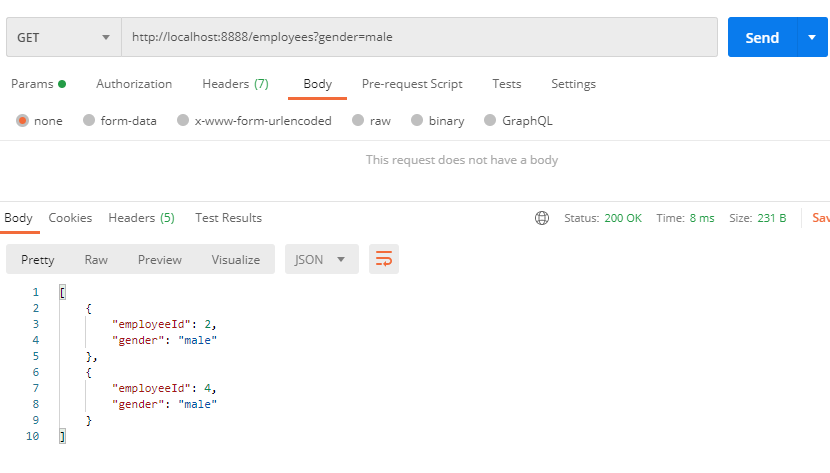 GET http://localhost:8888/employees?gender=male Send
Params Authorization Headers (7) Body Pre-request Script Tests Settings
none form-data x-www-form-urlencoded raw binary GraphQL
This request does not have a body
Body Cookies Headers (5) Test Results Status: 200 OK Time: 8 ms Size: 231 B Sav
Pretty Raw Preview Visualize JSON
1 [
2 {
3 "employeeId": 2,
4 "gender": "male"
5 },
6 {
7 "employeeId": 4,
8 "gender": "male"
9 }
10 ]